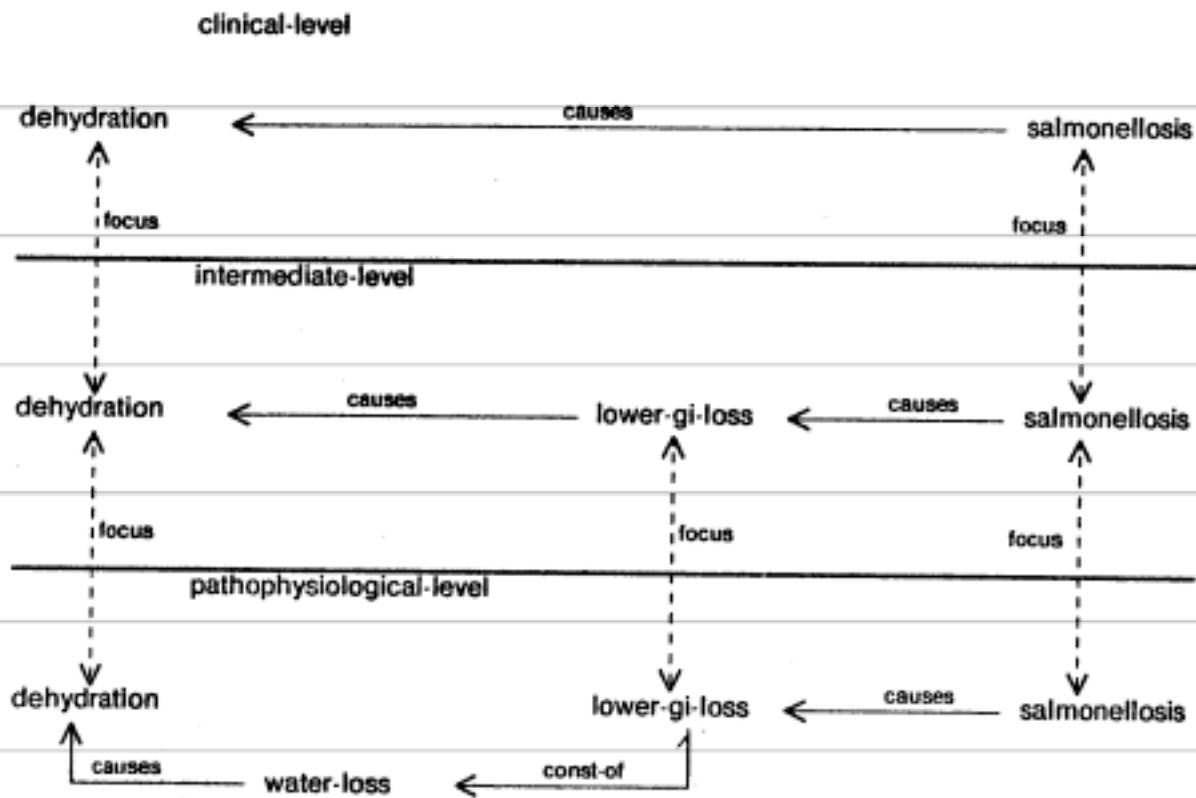 clinical-level
dehydration causes salmonellosis
focus focus
intermediate-level
dehydration causes lower-gi-loss causes salmonellosis
focus focus focus
pathophysiological-level
dehydration lower-gi-loss causes salmonellosis
causes water-loss const-of